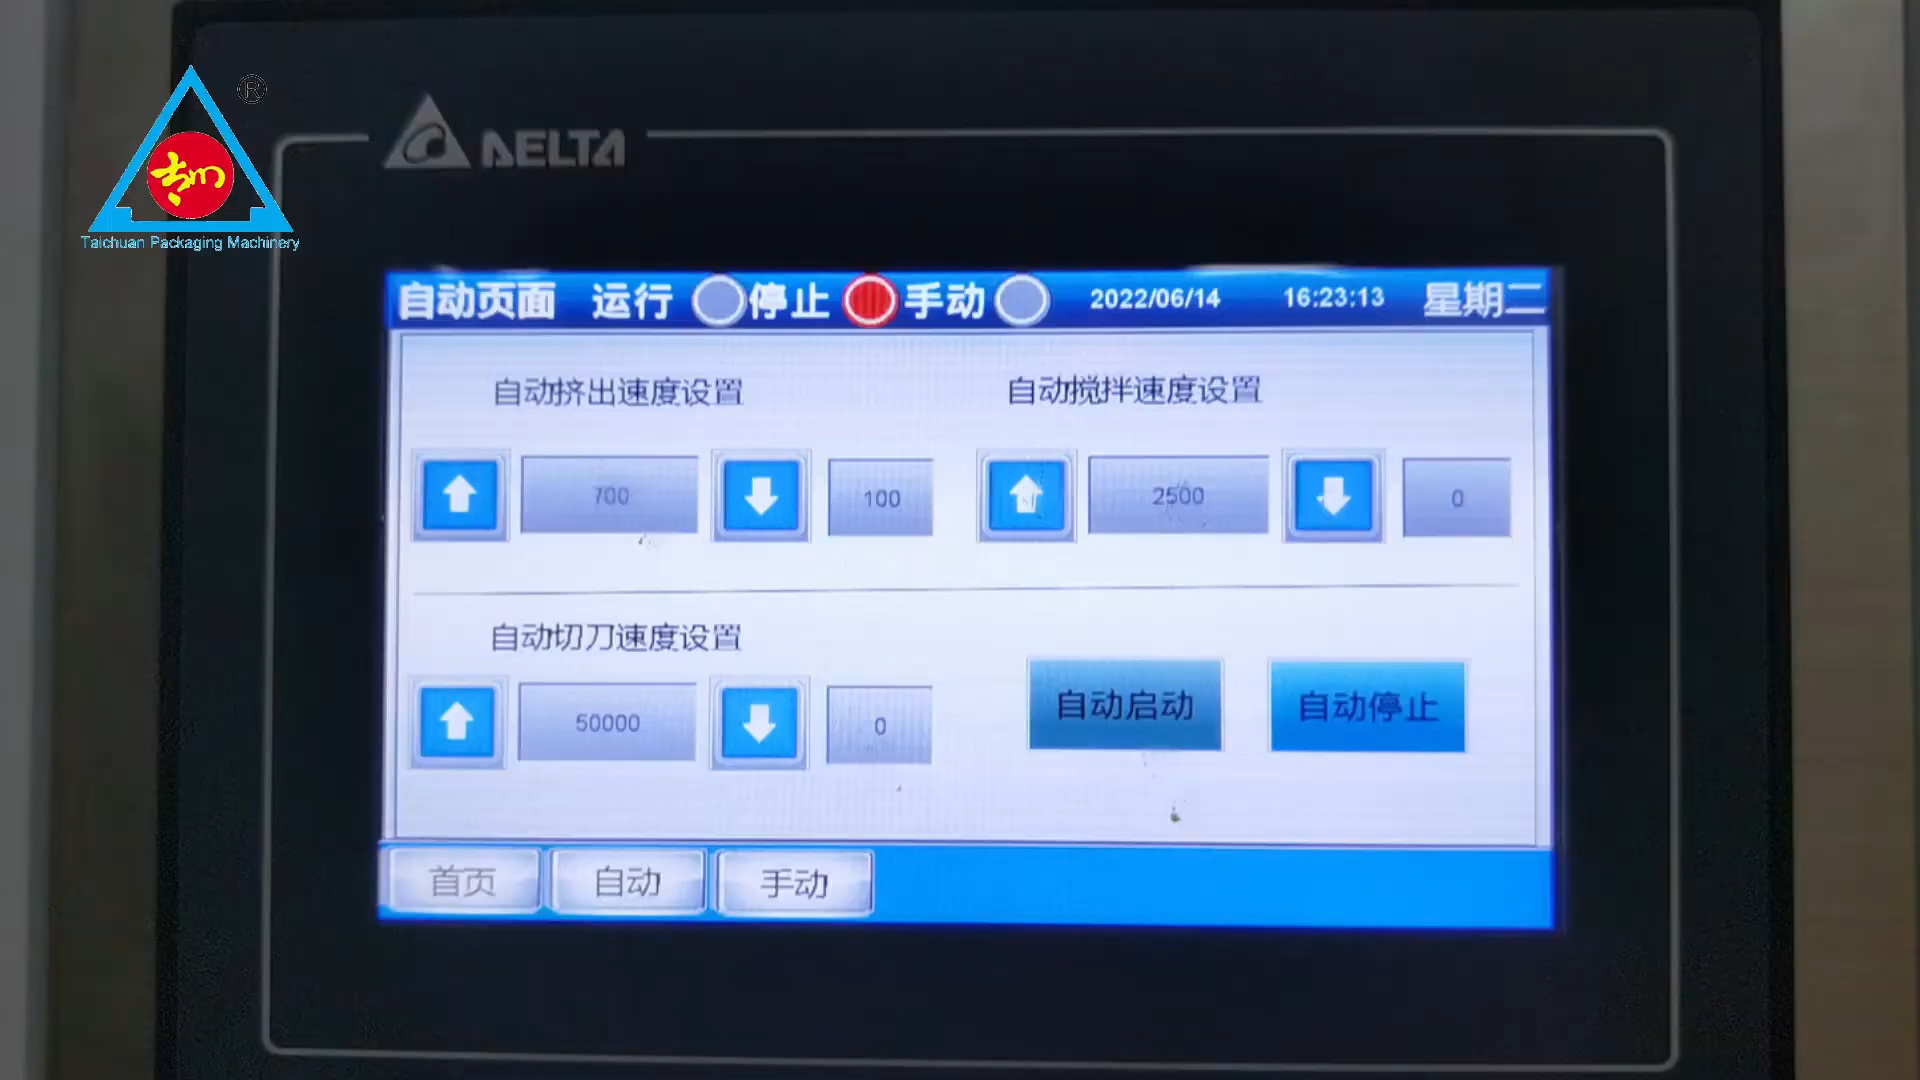 ®
Taichuan Packaging Machinery
DELTA
自动页面 运行 停止 手动 2022/06/14 16:23:13 星期二
自动挤出速度设置 自动搅拌速度设置
700 100 2500 0
自动切刀速度设置
50000 0 自动启动 自动停止
首页 自动 手动